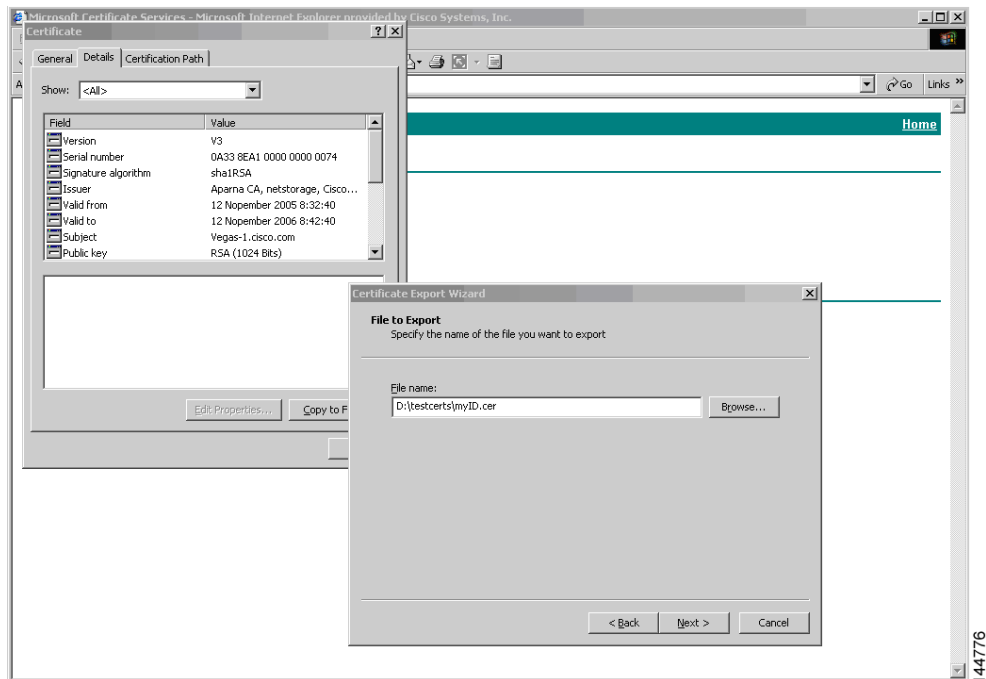 Microsoft Certificate Services - Microsoft Internet Explorer provided by Cisco Systems, Inc.
Certificate
General Details Certification Path
Go Links »
Show: <All>
Home
Field Value
Version V3
Serial number 0A33 8EA1 0000 0000 0074
Signature algorithm sha1RSA
Issuer Aparna CA, netstorage, Cisco...
Valid from 12 Nopember 2005 8:32:40
Valid to 12 Nopember 2006 8:42:40
Subject Vegas-1.cisco.com
Public key RSA (1024 Bits)
Edit Properties... Copy to F
Certificate Export Wizard
File to Export
Specify the name of the file you want to export
File name:
D:\testcerts\myID.cer Browse...
< Back Next > Cancel
144776